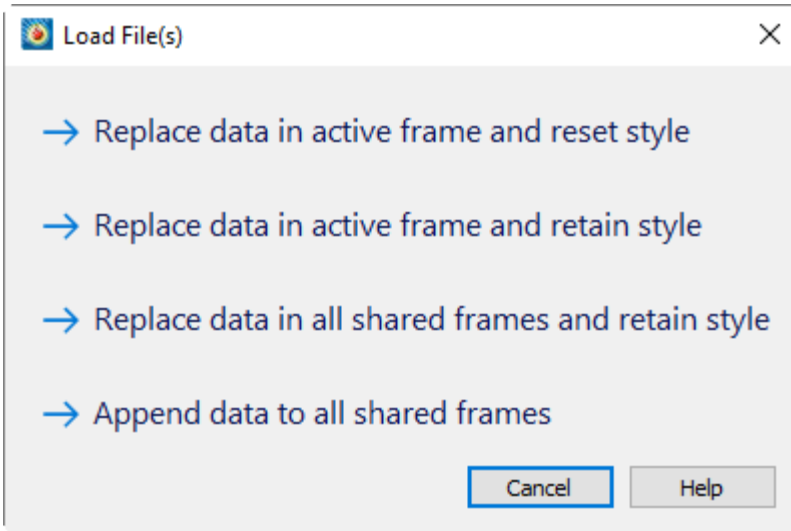 Load File(s)
Replace data in active frame and reset style
Replace data in active frame and retain style
Replace data in all shared frames and retain style
Append data to all shared frames
Cancel Help